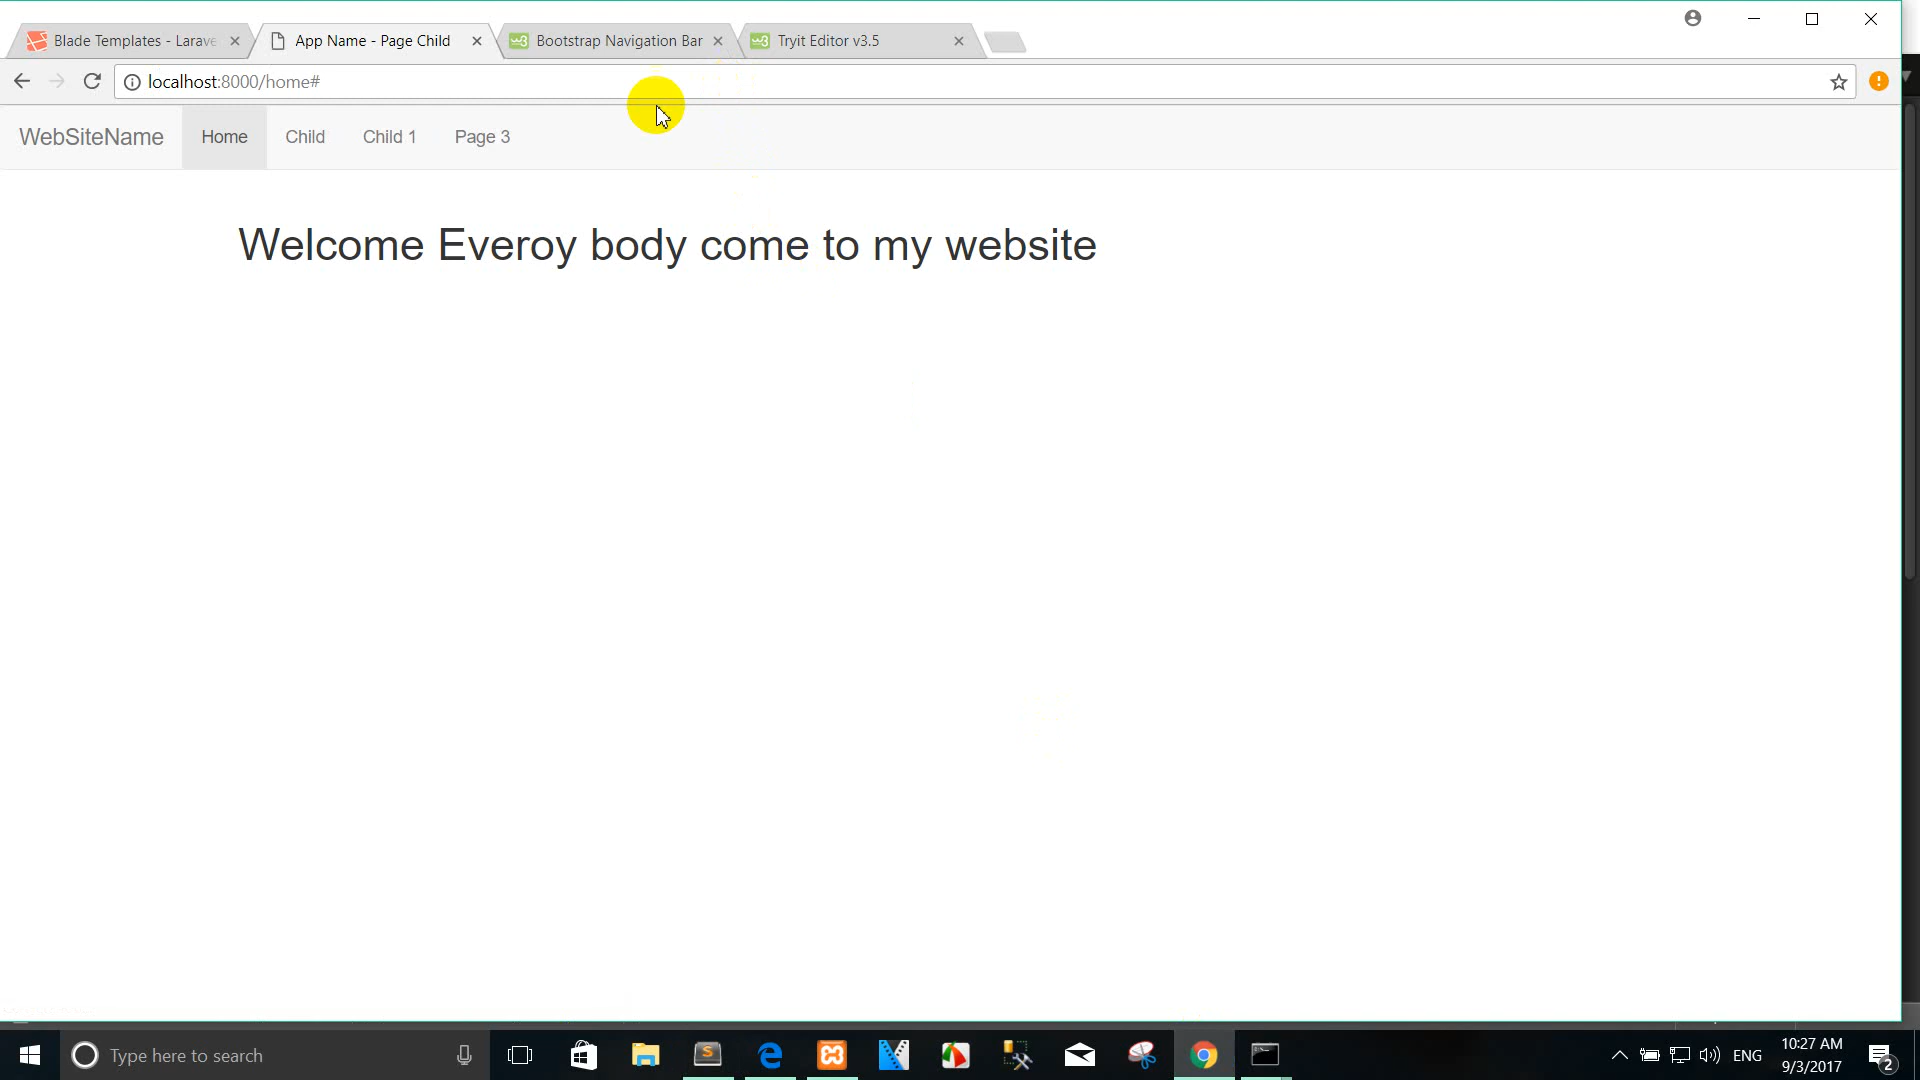 Blade Templates - Larave
App Name - Page Child
Bootstrap Navigation Bar
Tryit Editor v3.5
localhost:8000/home#
WebSiteName
Home
Child
Child 1
Page 3
Welcome Everoy body come to my website
Type here to search
ENG
10:27 AM
9/3/2017
2